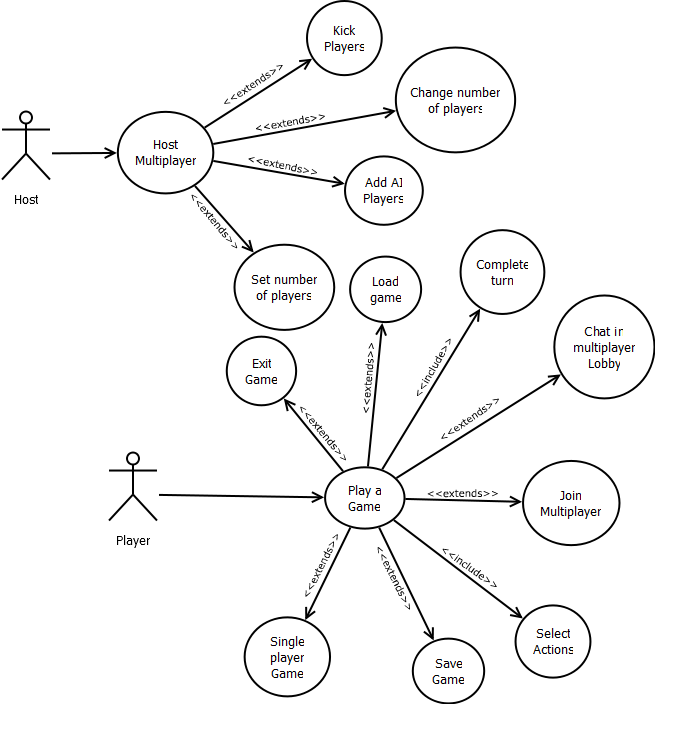 Kick
Players
<<extends>>
Change number
of players
<<extends>>
Host
Multiplayer
<<extends>>
Add AI
Players
Host
<<extends>>
Set number
of players
Load
game
Complete
turn
Chat in
multiplayer
Lobby
Exit
Game
<<extends>>
<<include>>
<<extends>>
<<extends>>
Player
Play a
Game
<<extends>>
Join
Multiplayer
<<extends>>
<<extends>>
<<include>>
Single
player
Game
Save
Game
Select
Actions